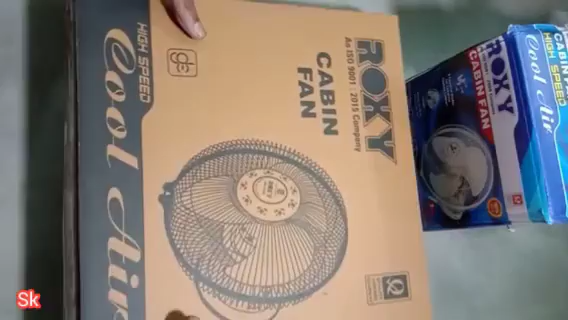 ROXY
An ISO 9001 : 2015 Company
CABIN
FAN
HIGH SPEED
Cool Air
ROXY
CABIN FAN
CABIN FAN
HIGH SPEED
Cool Air
Sk